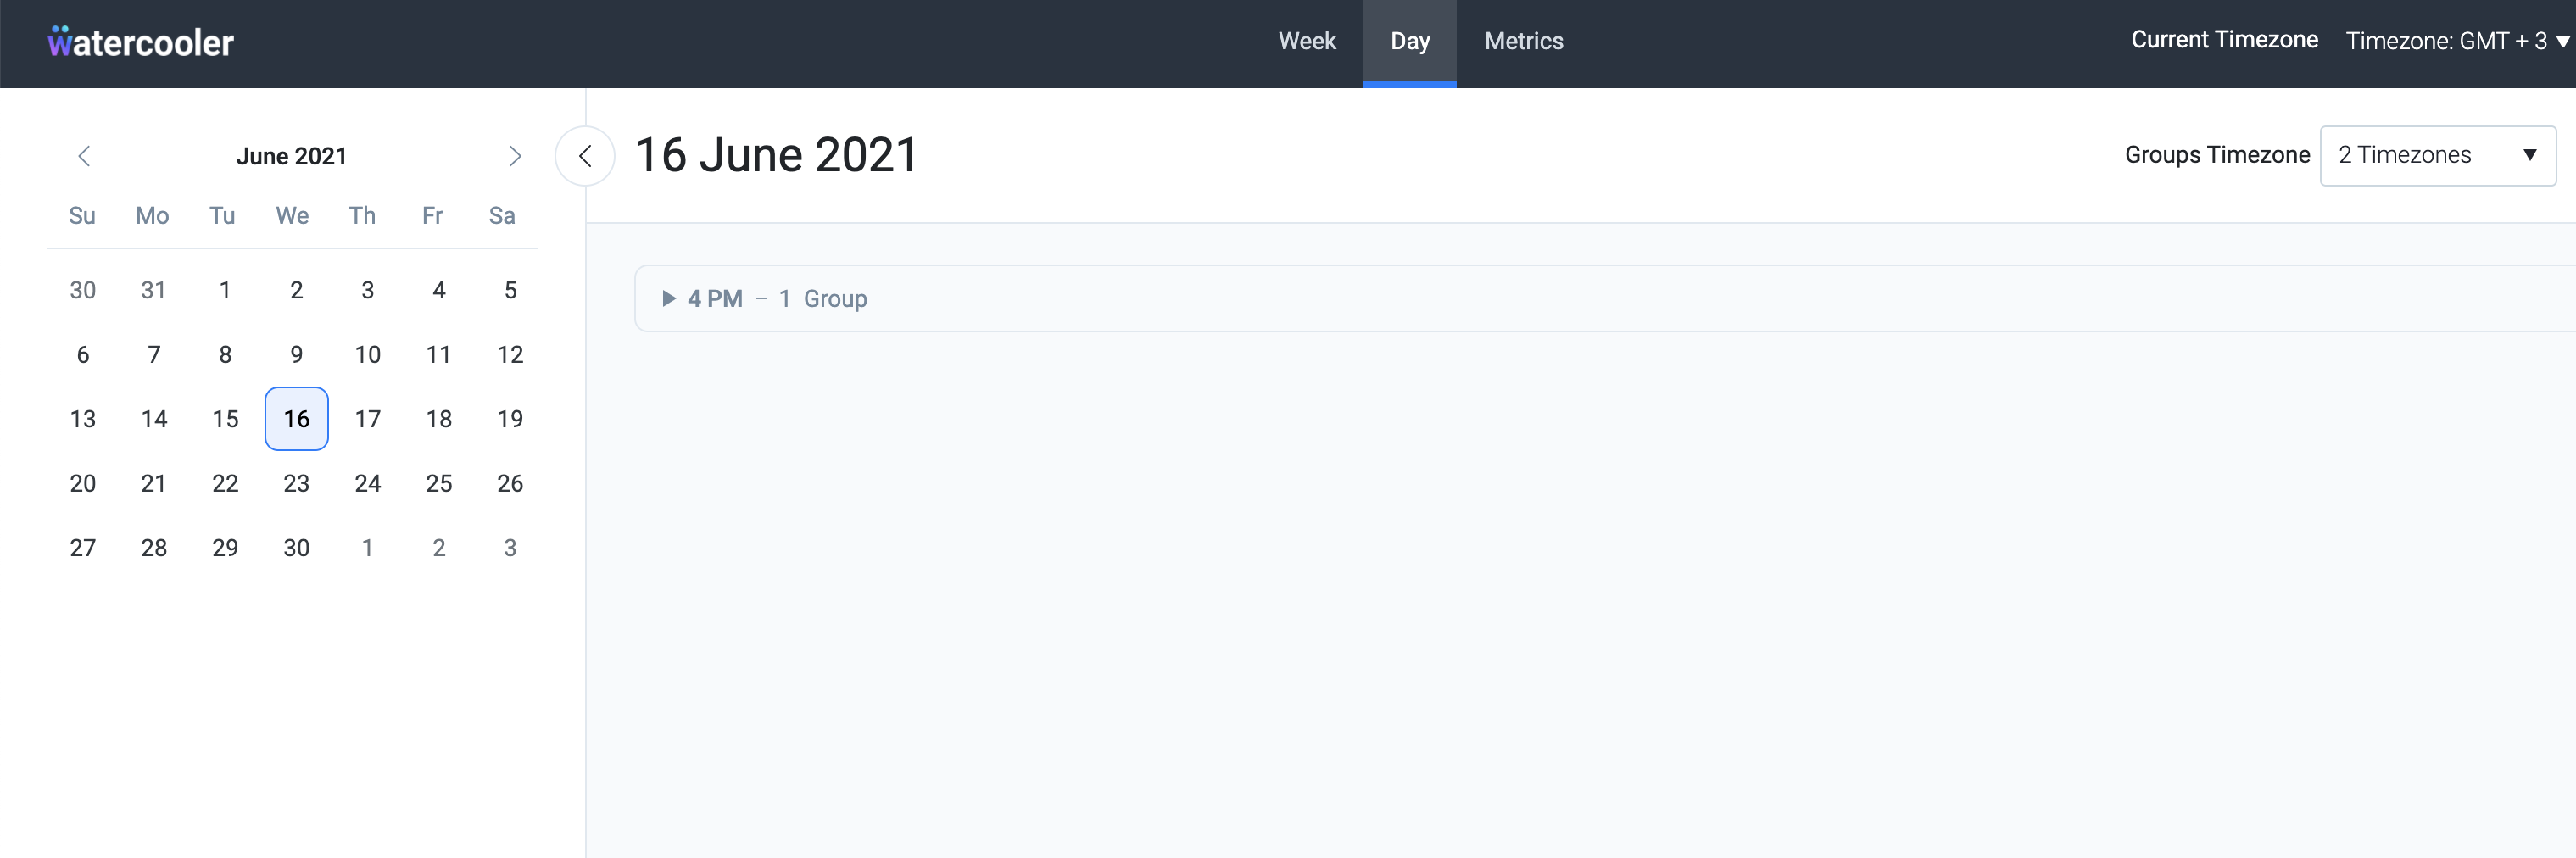 ẅatercooler
Week Day Metrics
Current Timezone Timezone: GMT + 3 ▼
June 2021
Su Mo Tu We Th Fr Sa
30 31 1 2 3 4 5
6 7 8 9 10 11 12
13 14 15 16 17 18 19
20 21 22 23 24 25 26
27 28 29 30 1 2 3
16 June 2021
Groups Timezone 2 Timezones ▼
▶ 4 PM – 1 Group